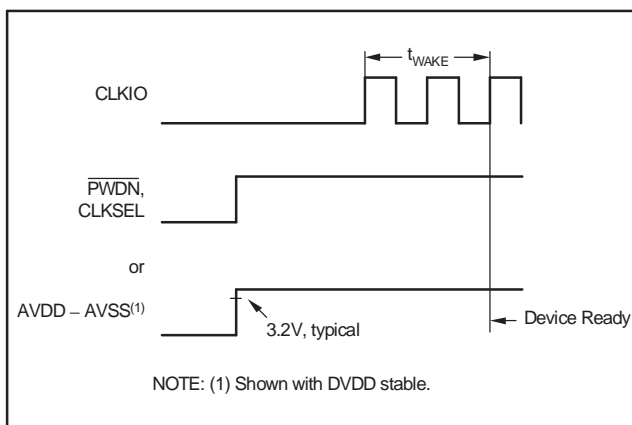 tWAKE
CLKIO
PWDN,
CLKSEL
or
AVDD – AVSS(1)
3.2V, typical
Device Ready
NOTE: (1) Shown with DVDD stable.